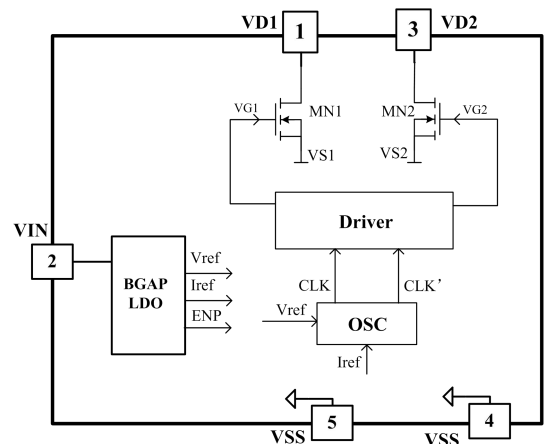 VD1 1 3 VD2
VG1 MN1 MN2 VG2
VS1 VS2
Driver
VIN
2
BGAP
LDO
Vref
Iref
ENP
CLK CLK'
Vref
OSC
Iref
VSS 5 VSS 4